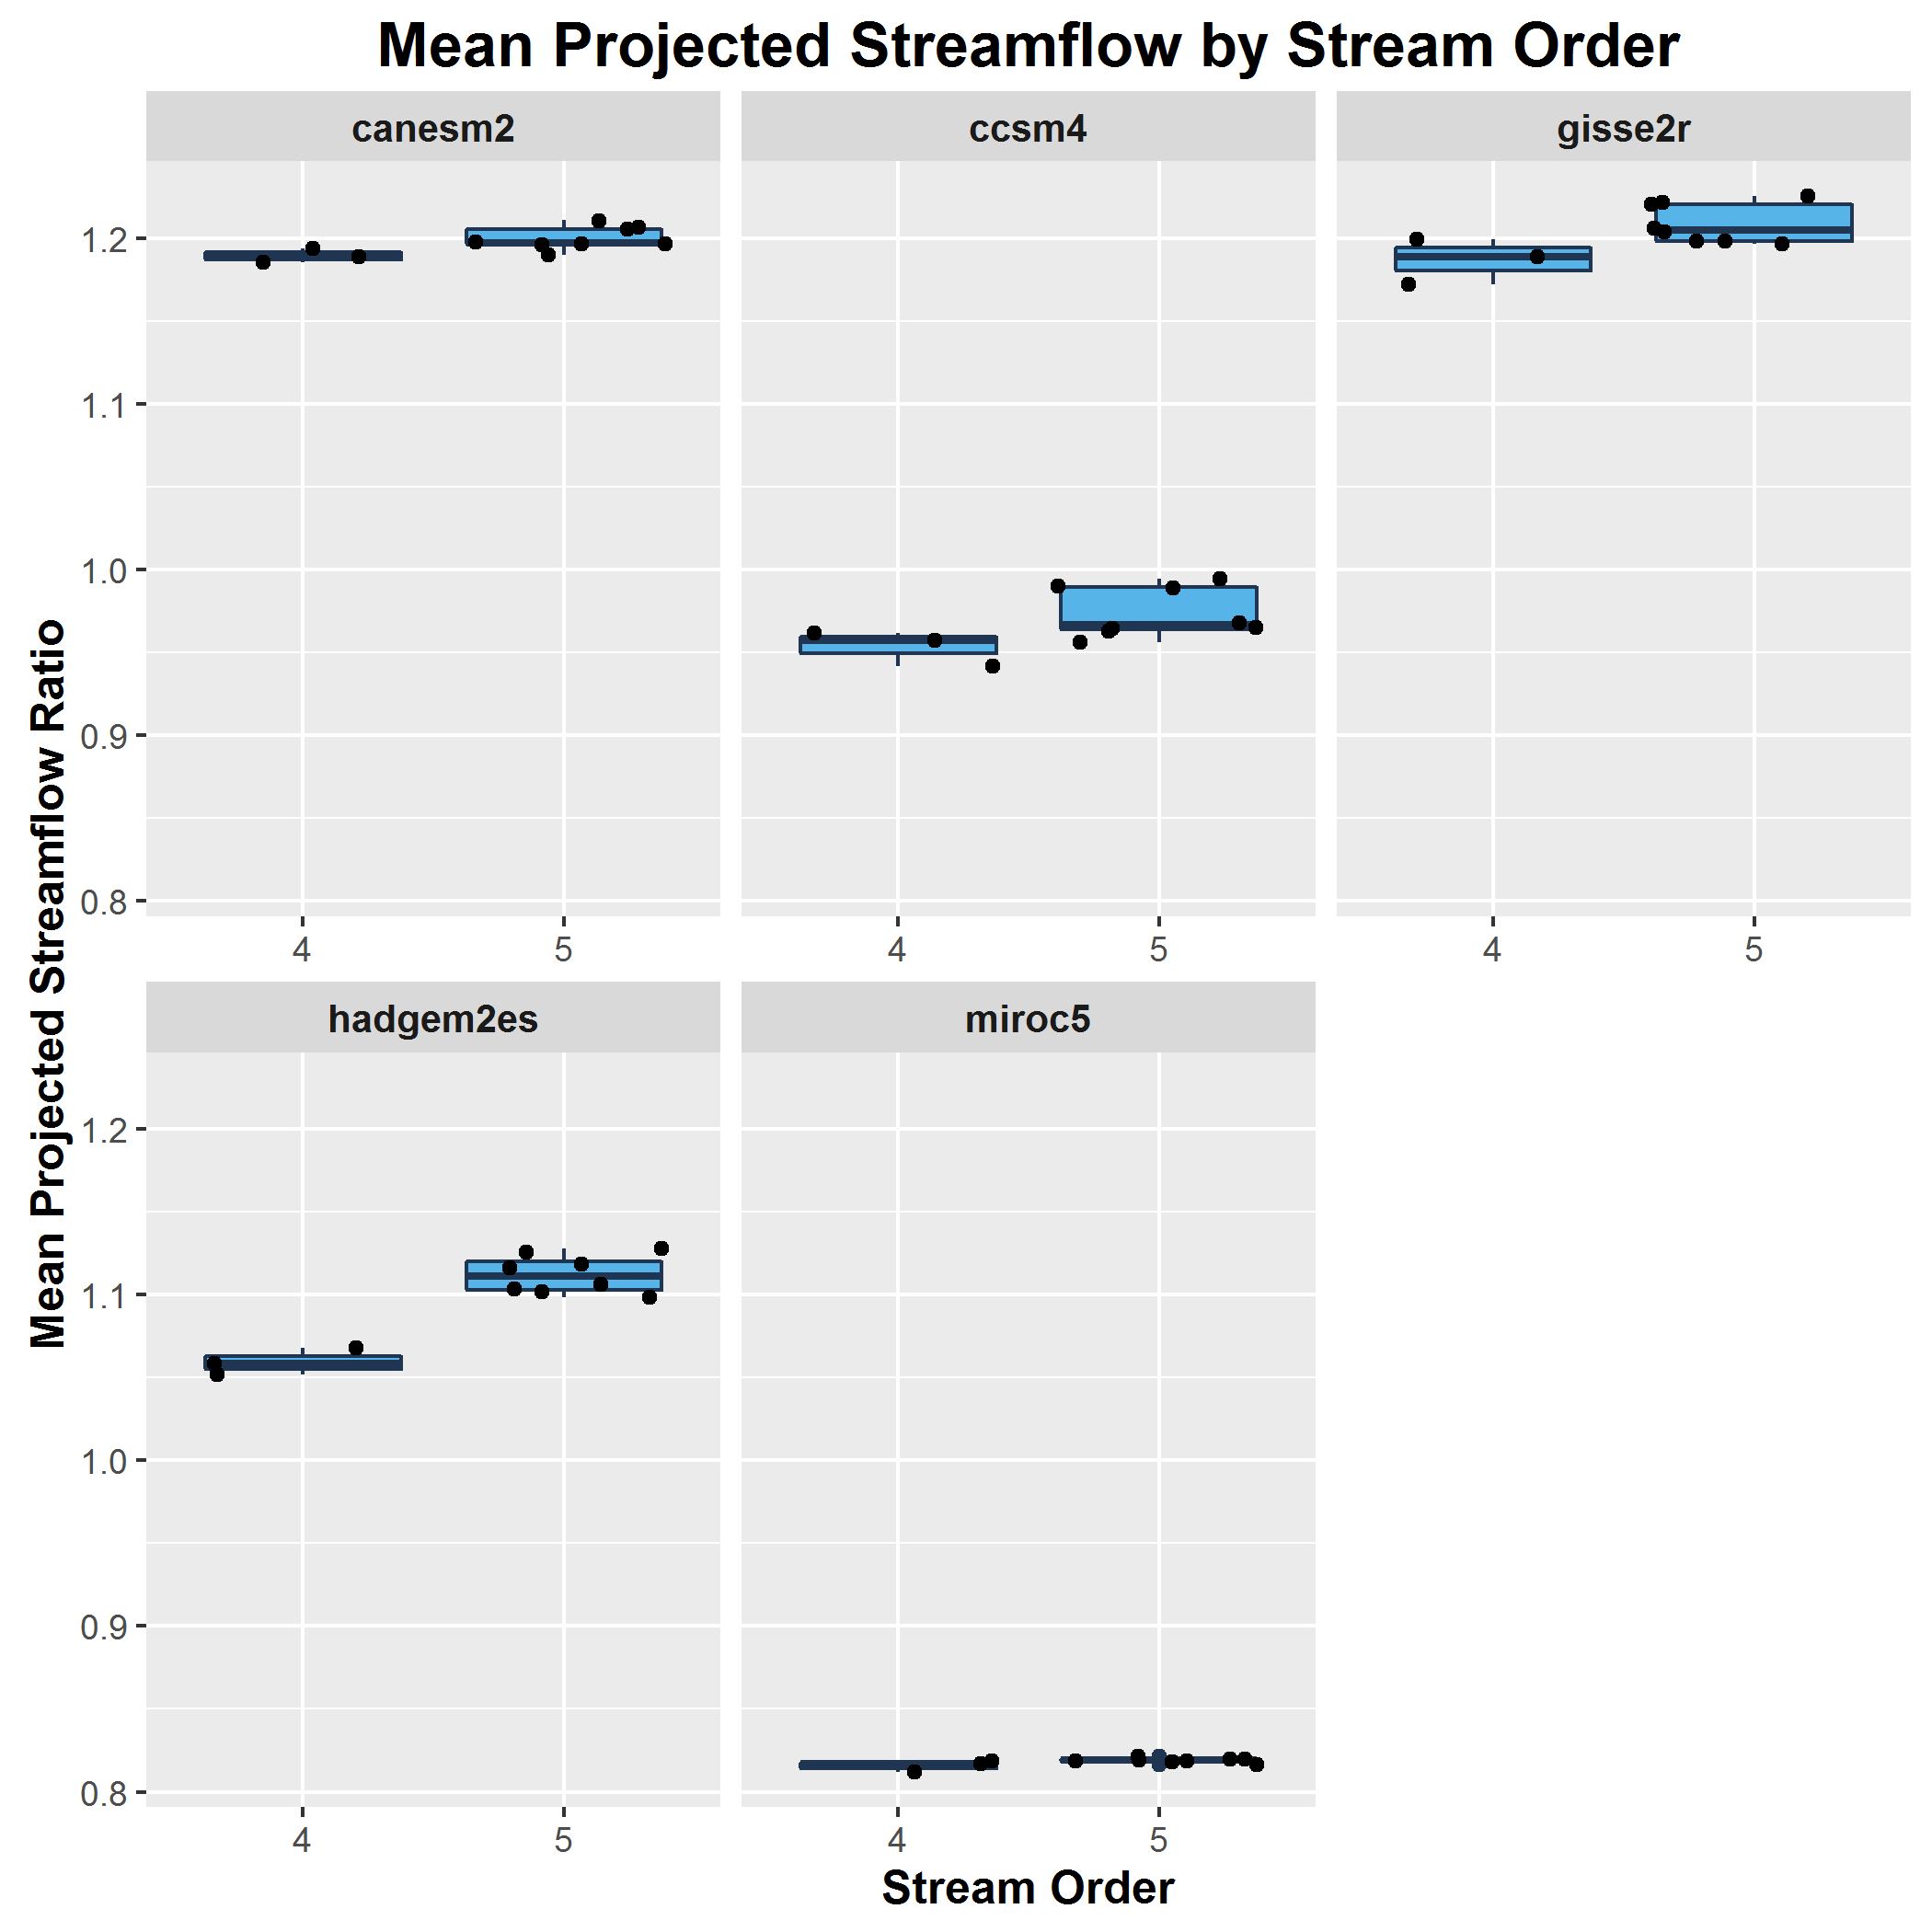 Mean Projected Streamflow by Stream Order
canesm2 ccsm4 gisse2r
1.2
1.1
1.0
0.9
0.8
4 5 4 5 4 5
Mean Projected Streamflow Ratio
hadgem2es miroc5
1.2
1.1
1.0
0.9
0.8
4 5 4 5
Stream Order